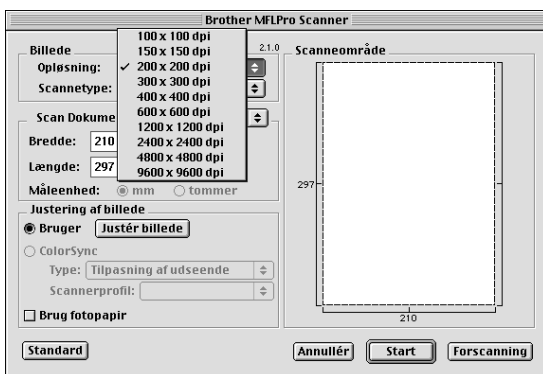 Brother MFLPro Scanner
Billede
2.1.0
Opløsning:
100 x 100 dpi
150 x 150 dpi
✓ 200 x 200 dpi
300 x 300 dpi
400 x 400 dpi
600 x 600 dpi
1200 x 1200 dpi
2400 x 2400 dpi
4800 x 4800 dpi
9600 x 9600 dpi
Scannetype:
Scan Dokume
Bredde: 210
Længde: 297
Måleenhed: mm tommer
Justering af billede
Bruger Justér billede
ColorSync
Type: Tilpasning af udseende
Scannerprofil:
Brug fotopapir
Scanneområde
297
210
Standard
Annullér Start Forscanning